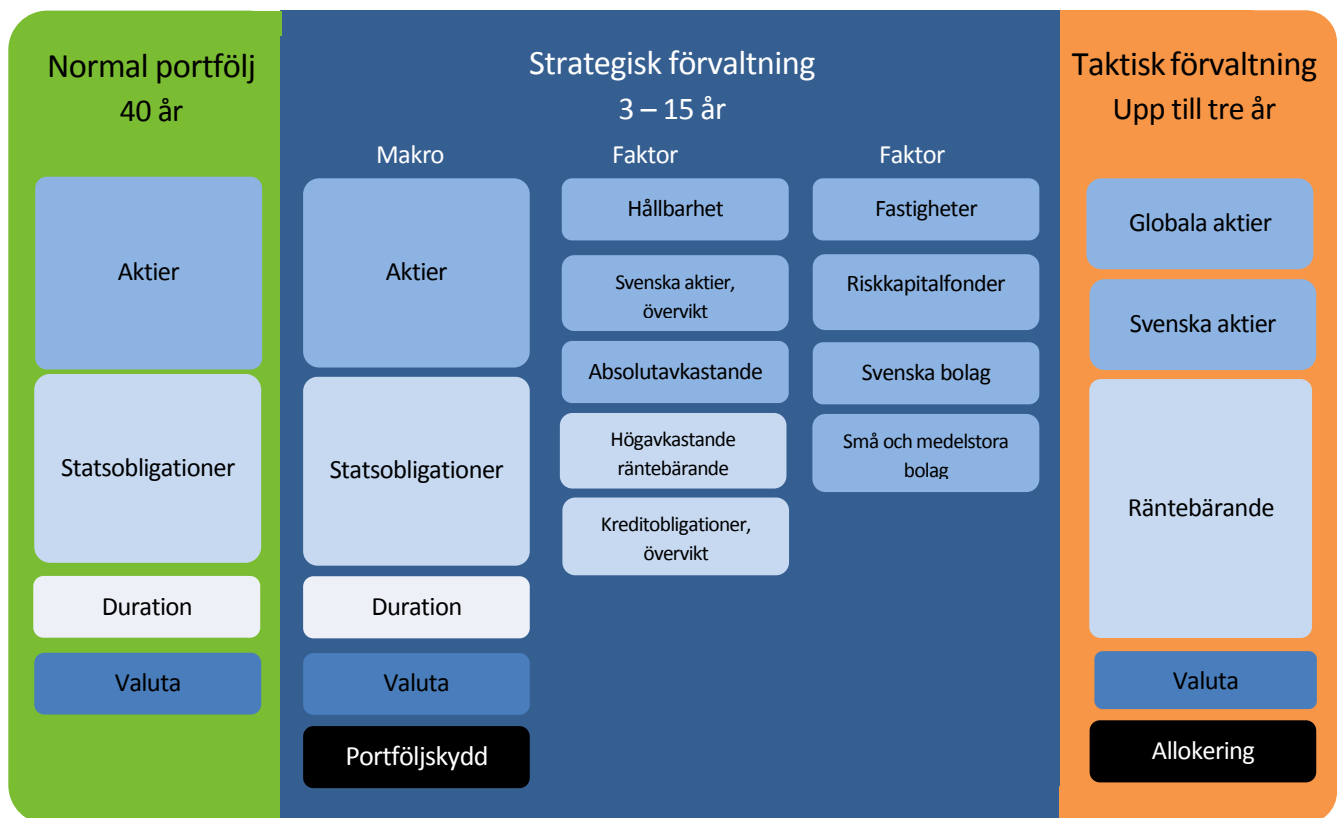 Normal portfölj
40 år
Aktier
Statsobligationer
Duration
Valuta
Strategisk förvaltning
3 – 15 år
Makro
Aktier
Statsobligationer
Duration
Valuta
Portföljskydd
Faktor
Hållbarhet
Svenska aktier,
övervikt
Absolutavkastande
Högavkastande
räntebärande
Kreditobligationer,
övervikt
Faktor
Fastigheter
Riskkapitalfonder
Svenska bolag
Små och medelstora
bolag
Taktisk förvaltning
Upp till tre år
Globala aktier
Svenska aktier
Räntebärande
Valuta
Allokering